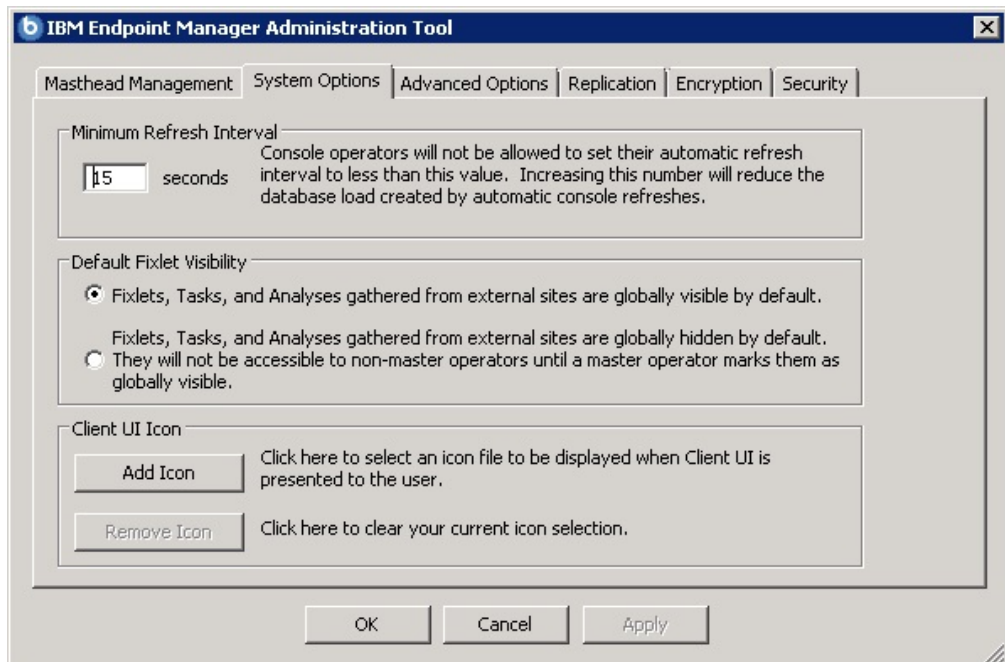 IBM Endpoint Manager Administration Tool
Masthead Management System Options Advanced Options Replication Encryption Security
Minimum Refresh Interval
15 seconds
Console operators will not be allowed to set their automatic refresh
interval to less than this value. Increasing this number will reduce the
database load created by automatic console refreshes.
Default Fixlet Visibility
Fixlets, Tasks, and Analyses gathered from external sites are globally visible by default.
Fixlets, Tasks, and Analyses gathered from external sites are globally hidden by default.
They will not be accessible to non-master operators until a master operator marks them as
globally visible.
Client UI Icon
Add Icon
Click here to select an icon file to be displayed when Client UI is
presented to the user.
Remove Icon
Click here to clear your current icon selection.
OK Cancel Apply